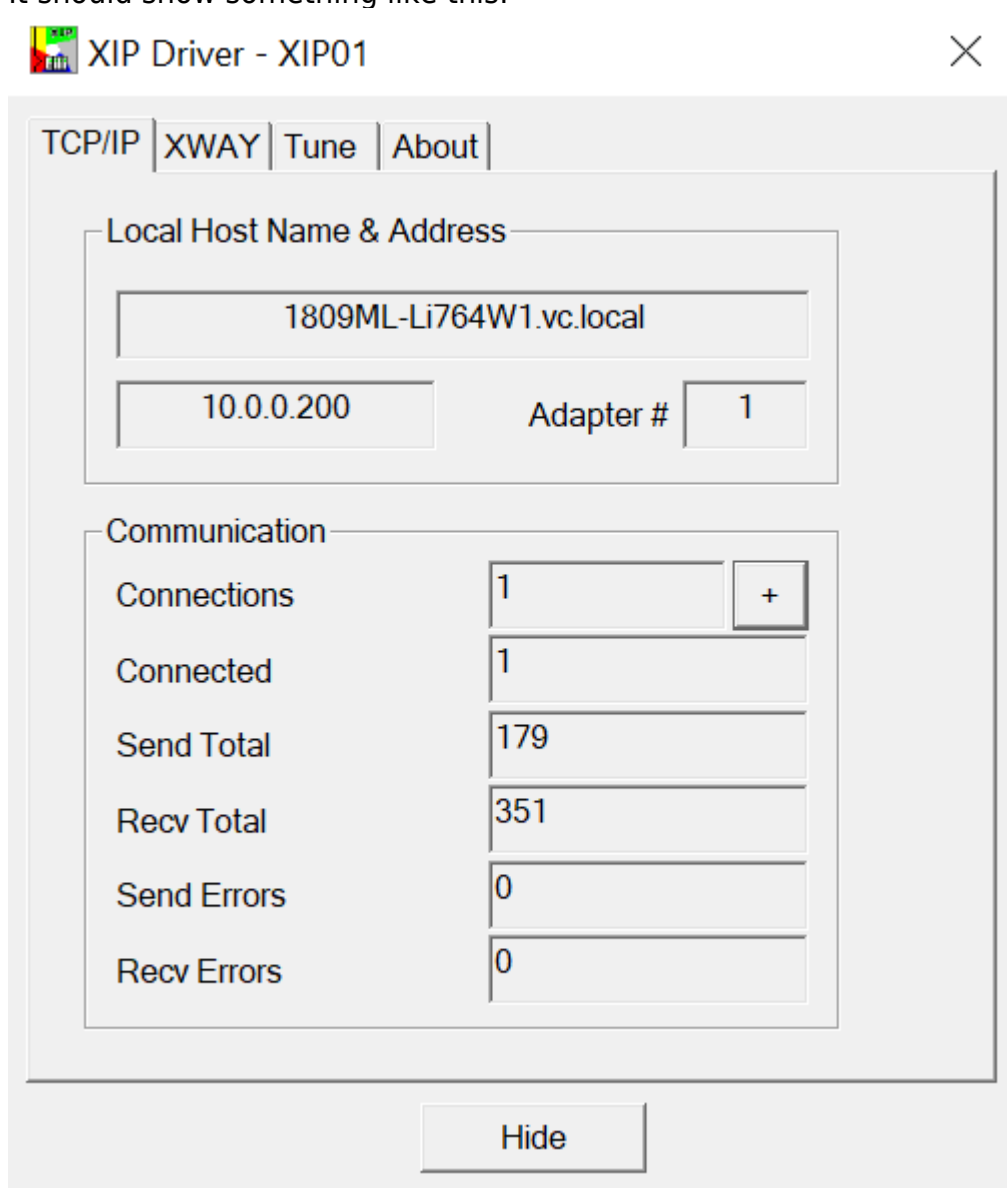 It should show something like this:
XIP Driver - XIP01
TCP/IP XWAY Tune About
Local Host Name & Address
1809ML-Li764W1.vc.local
10.0.0.200 Adapter # 1
Communication
Connections 1 +
Connected 1
Send Total 179
Recv Total 351
Send Errors 0
Recv Errors 0
Hide